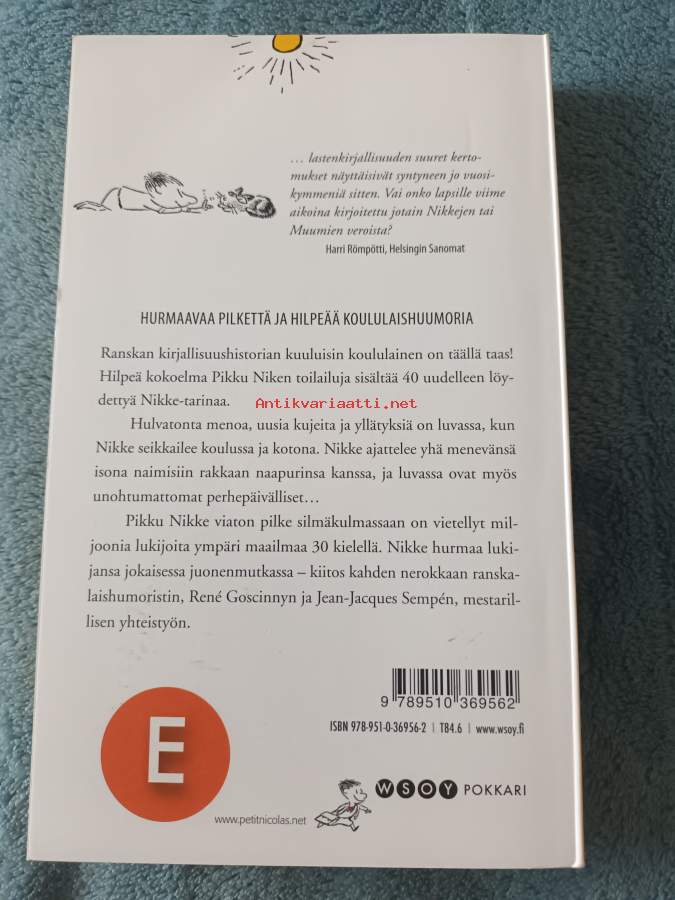 … lastenkirjallisuuden suuret kerto-
mukset näyttäisivät syntyneen jo vuosi-
kymmeniä sitten. Vai onko lapsille viime
aikoina kirjoitettu jotain Nikkejen tai
Muumien veroista?
Harri Römpötti, Helsingin Sanomat
HURMAAVAA PILKETTÄ JA HILPEÄÄ KOULULAISHUUMORIA
Ranskan kirjallisuushistorian kuuluisin koululainen on täällä taas!
Hilpeä kokoelma Pikku Niken toilailuja sisältää 40 uudelleen löy-
dettyä Nikke-tarinaa.
Antikvariaatti.net
Hulvatonta menoa, uusia kujeita ja yllätyksiä on luvassa, kun
Nikke seikkailee koulussa ja kotona. Nikke ajattelee yhä menevänsä
isona naimisiin rakkaan naapurinsa kanssa, ja luvassa ovat myös
unohtumattomat perhepäivälliset…
Pikku Nikke viaton pilke silmäkulmassaan on vietellyt mil-
joonia lukijoita ympäri maailmaa 30 kielellä. Nikke hurmaa luki-
jansa jokaisessa juonenmutkassa – kiitos kahden nerokkaan ranska-
laishumoristin, René Goscinnyn ja Jean-Jacques Sempén, mestaril-
lisen yhteistyön.
9 789510 369562
ISBN 978-951-0-36956-2 | T84.6 | www.wsoy.fi
E
WSOY POKKARI
www.petitnicolas.net